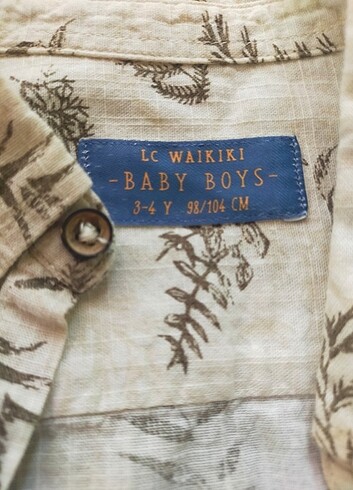 LC WAIKIKI
-BABY BOYS-
3-4 Y 98/104 CM